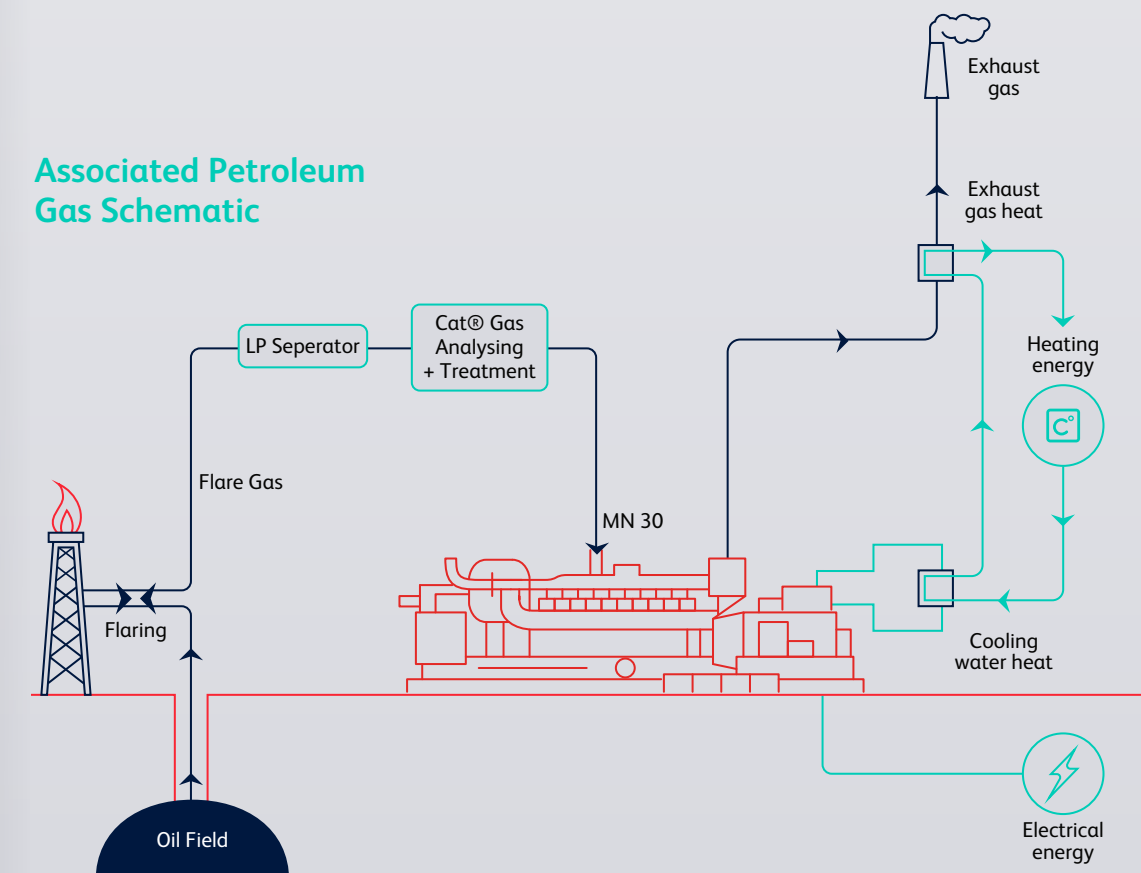 Associated Petroleum
Gas Schematic
Exhaust
gas
Exhaust
gas heat
LP Seperator
Cat® Gas
Analysing
+ Treatment
Heating
energy
C°
Flare Gas
MN 30
Flaring
Cooling
water heat
Oil Field
Electrical
energy